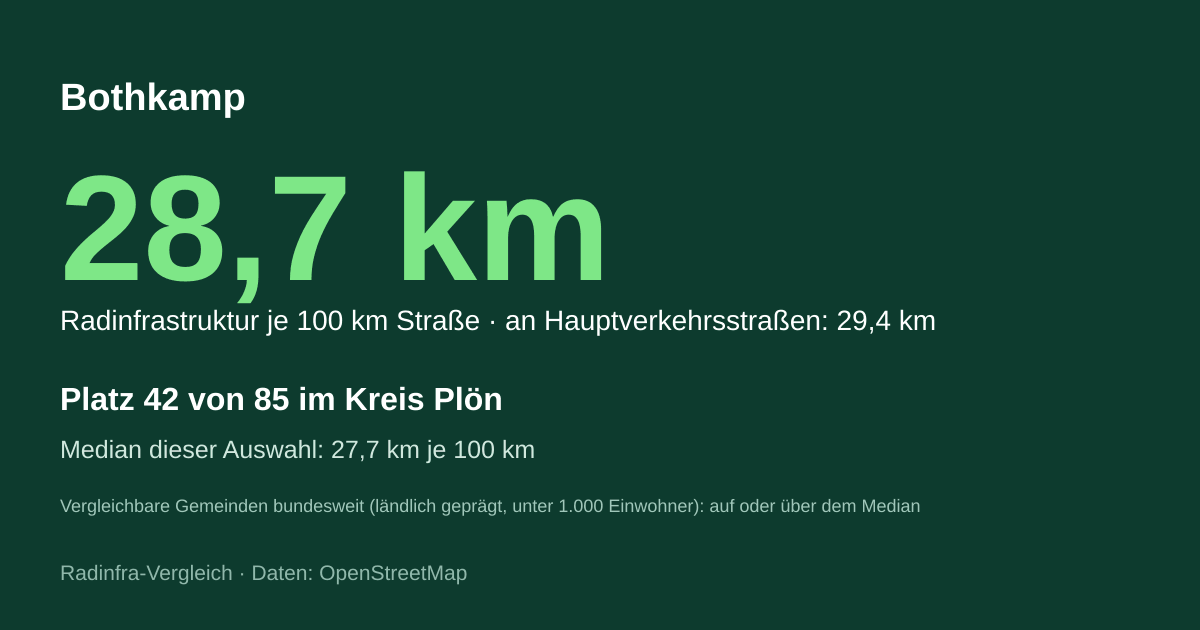 Bothkamp
28,7 km
Radinfrastruktur je 100 km Straße · an Hauptverkehrsstraßen: 29,4 km
Platz 42 von 85 im Kreis Plön
Median dieser Auswahl: 27,7 km je 100 km
Vergleichbare Gemeinden bundesweit (ländlich geprägt, unter 1.000 Einwohner): auf oder über dem Median
Radinfra-Vergleich · Daten: OpenStreetMap